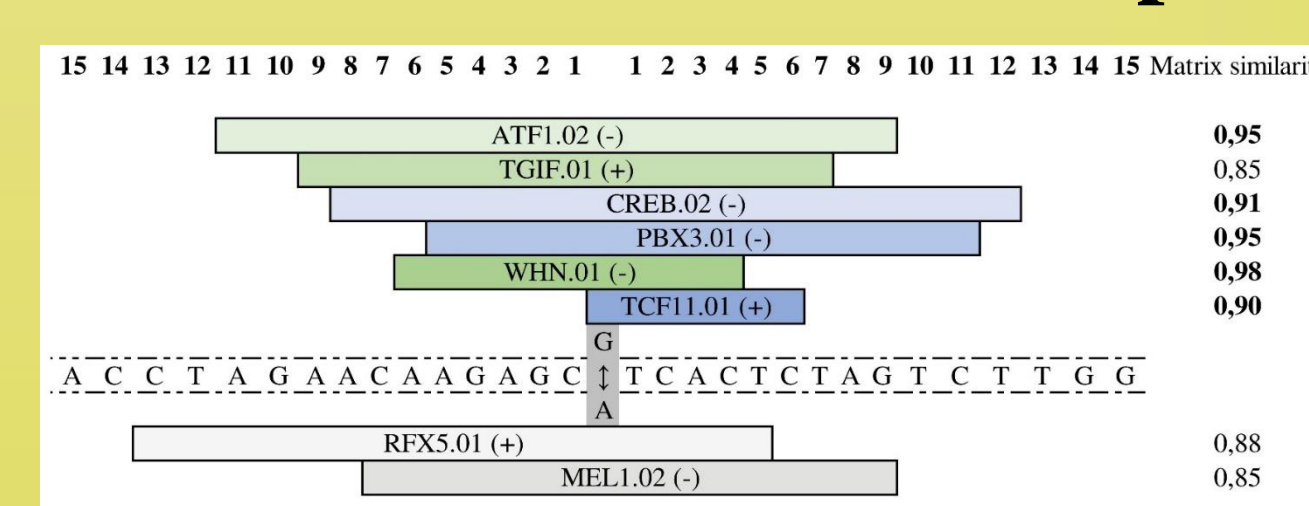 15 14 13 12 11 10 9 8 7 6 5 4 3 2 1 1 2 3 4 5 6 7 8 9 10 11 12 13 14 15 Matrix similarit
ATF1.02 (-) 0,95
TGIF.01 (+) 0,85
CREB.02 (-) 0,91
PBX3.01 (-) 0,95
WHN.01 (-) 0,98
TCF11.01 (+) 0,90
G
A C C T A G A A C A A G A G C ↕ T C A C T C T A G T C T T G G
A
RFX5.01 (+) 0,88
MEL1.02 (-) 0,85